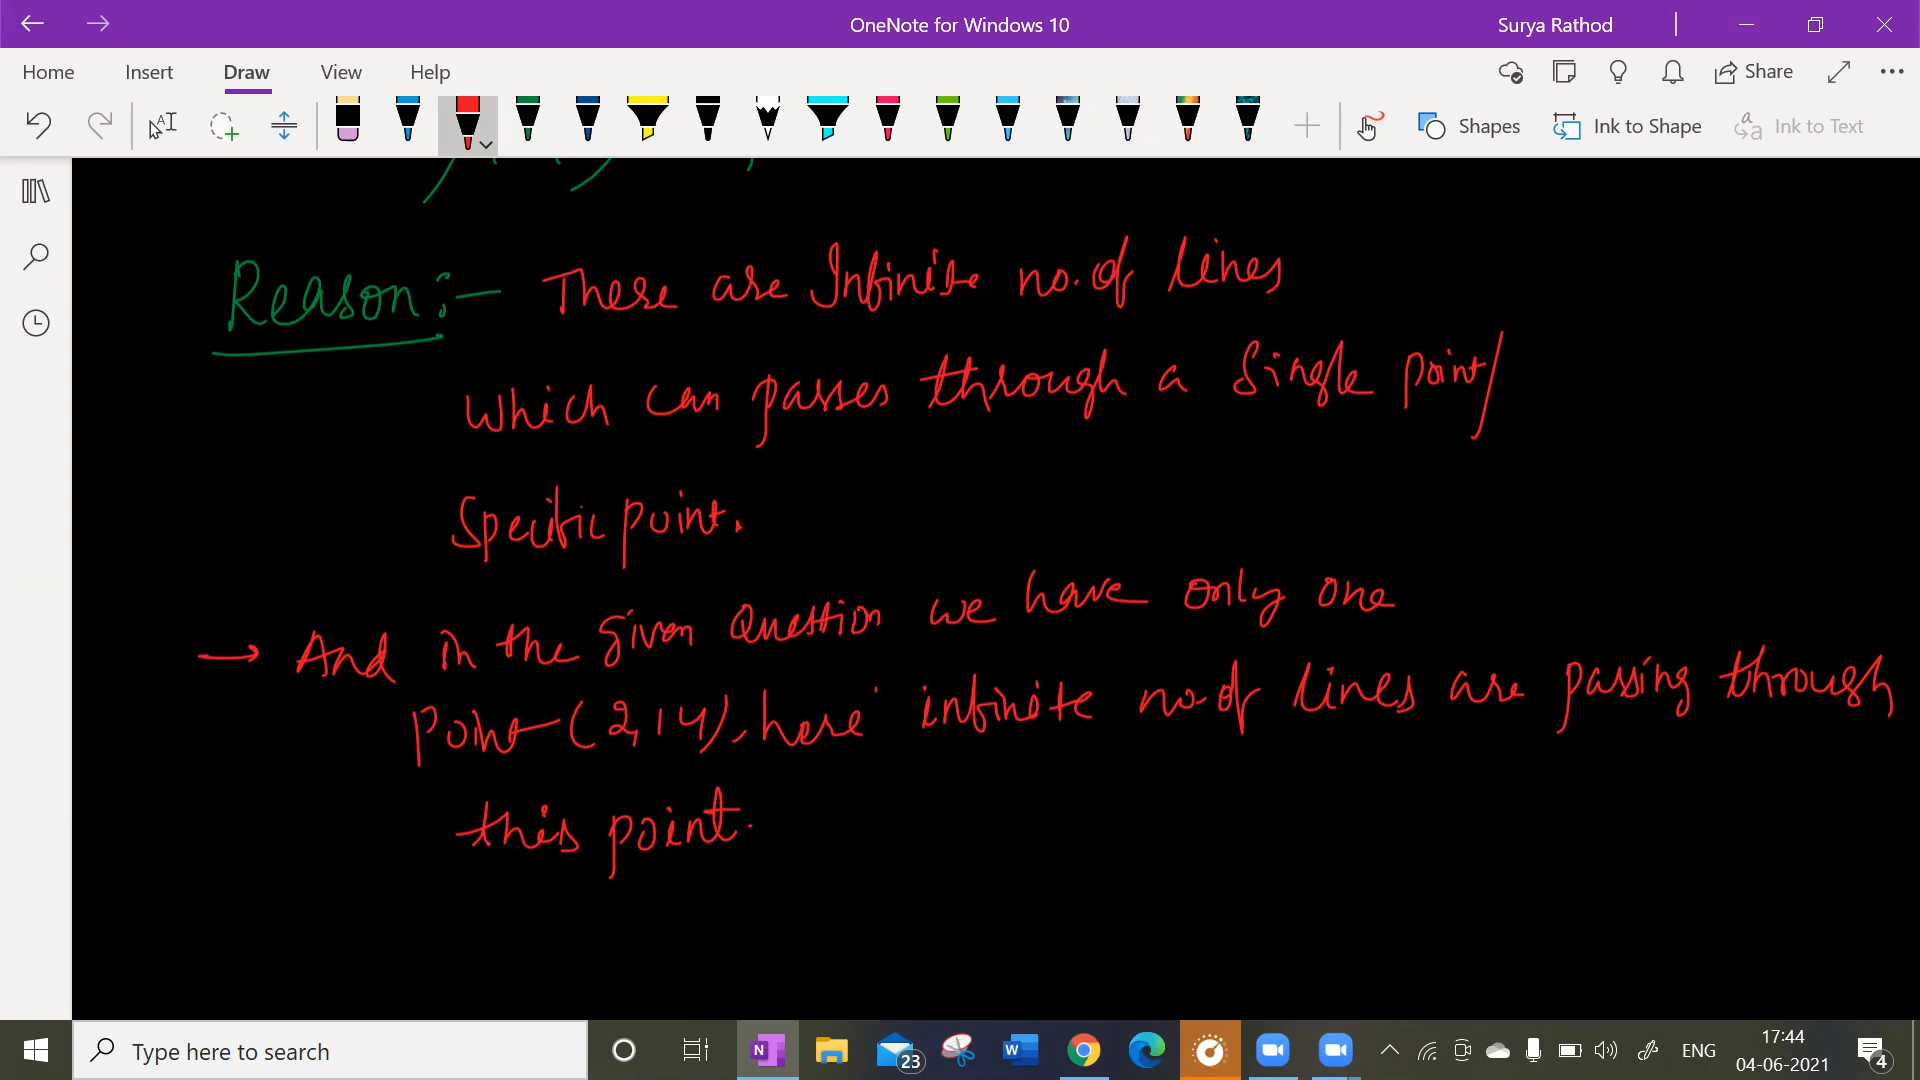 OneNote for Windows 10
Surya Rathod
Home Insert Draw View Help
Share
Shapes Ink to Shape Ink to Text
Reason:- There are Infinite no. of lines
which can passes through a single point/
specific point.
→ And in the given Question we have only one
point (2,14), here infinite no. of lines are passing through
this point.
Type here to search
23
ENG
17:44
04-06-2021
4